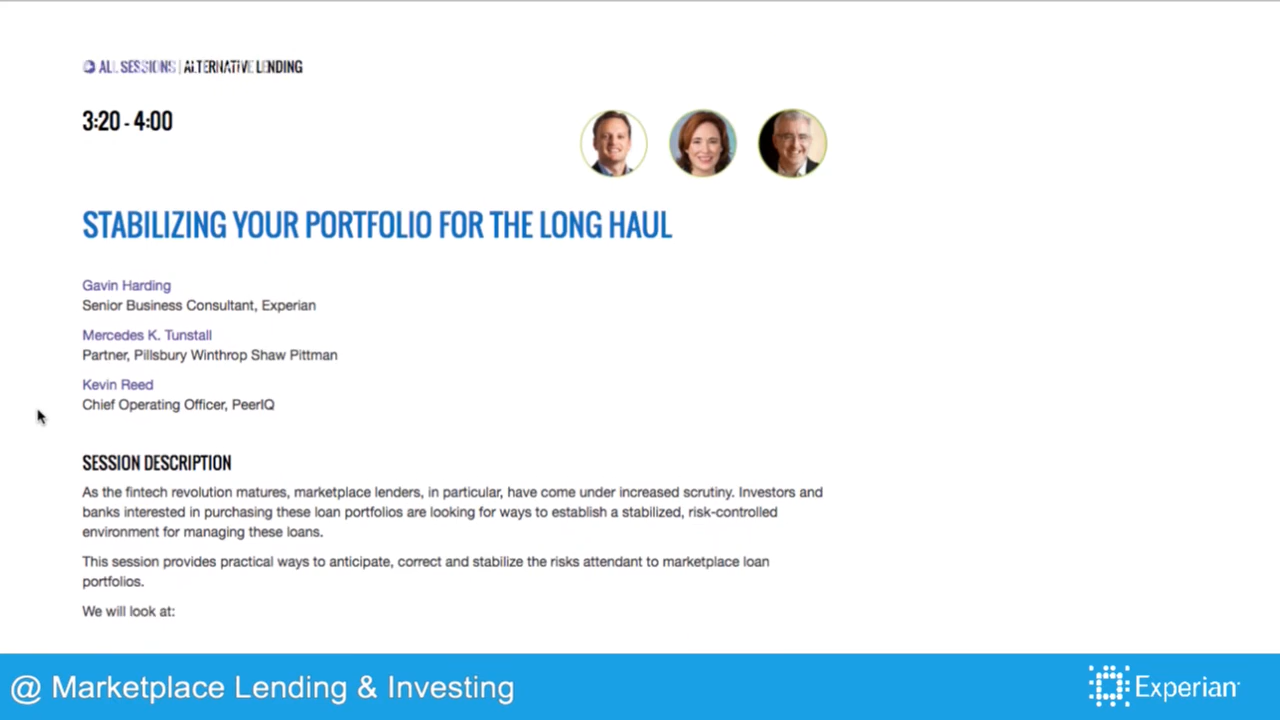 ALL SESSIONS | ALTERNATIVE LENDING
3:20 - 4:00
STABILIZING YOUR PORTFOLIO FOR THE LONG HAUL
Gavin Harding
Senior Business Consultant, Experian
Mercedes K. Tunstall
Partner, Pillsbury Winthrop Shaw Pittman
Kevin Reed
Chief Operating Officer, PeerIQ
SESSION DESCRIPTION
As the fintech revolution matures, marketplace lenders, in particular, have come under increased scrutiny. Investors and
banks interested in purchasing these loan portfolios are looking for ways to establish a stabilized, risk-controlled
environment for managing these loans.
This session provides practical ways to anticipate, correct and stabilize the risks attendant to marketplace loan
portfolios.
We will look at:
@ Marketplace Lending & Investing
Experian